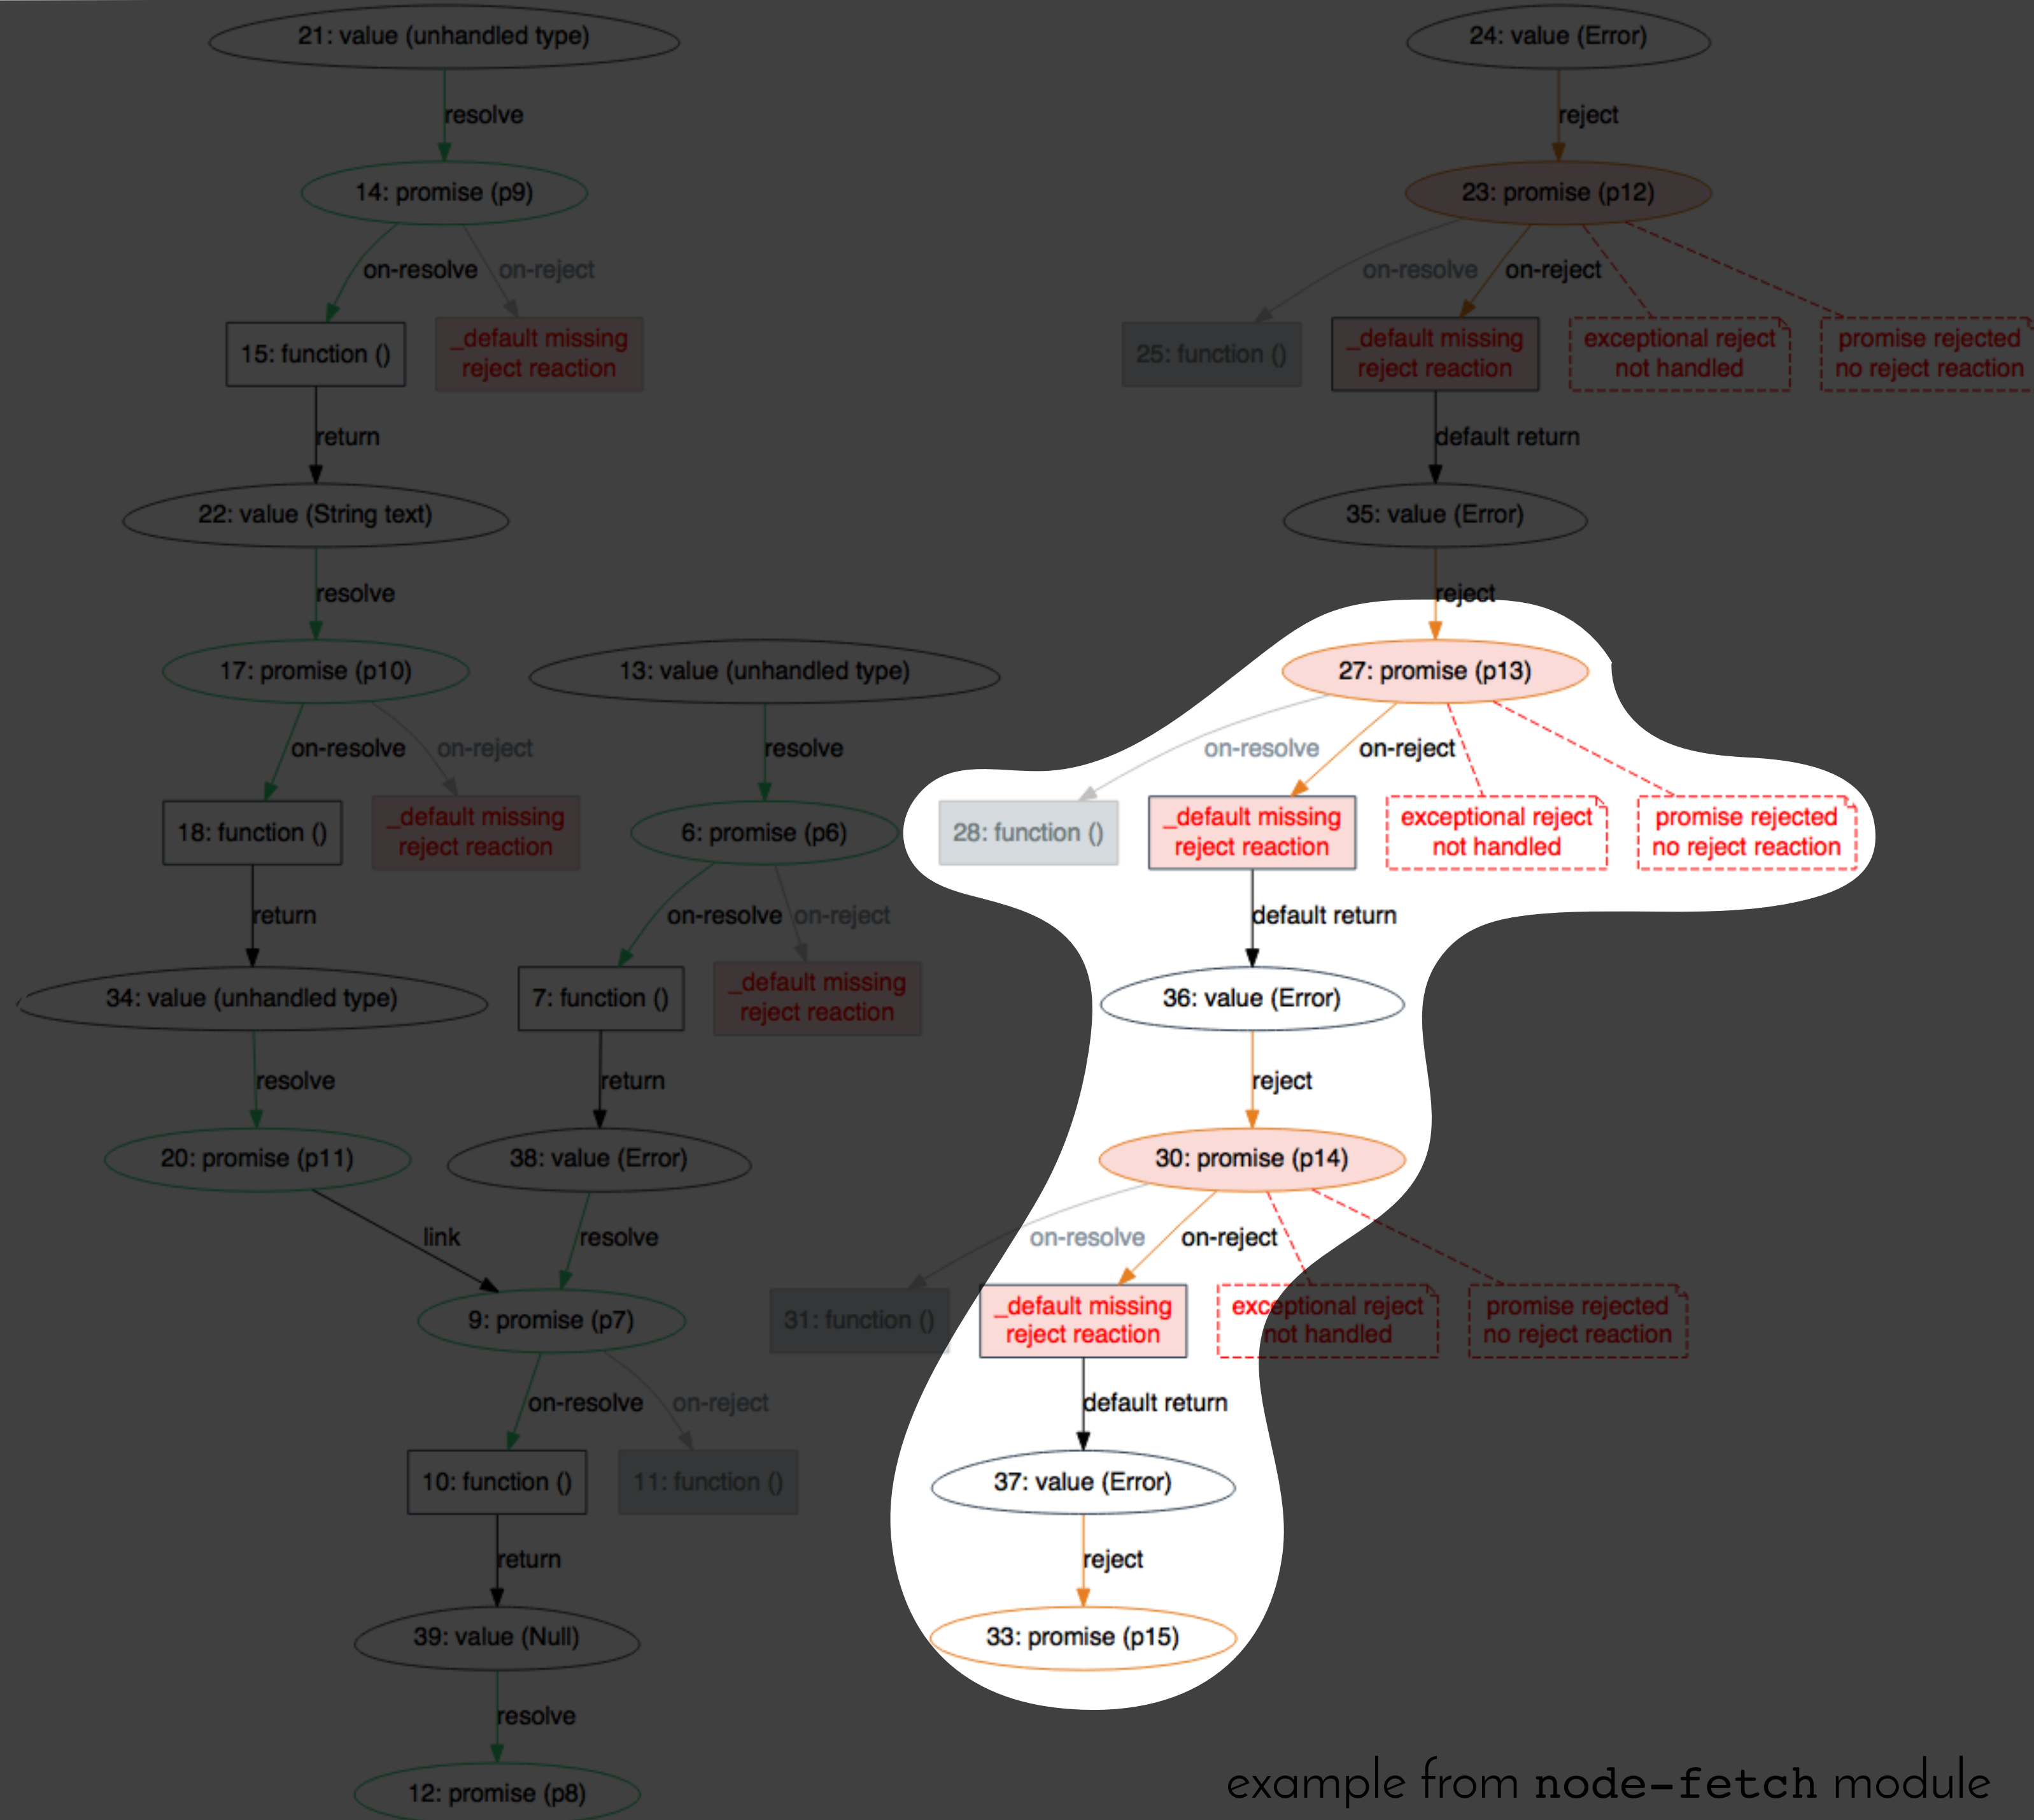 21: value (unhandled type)
24: value (Error)
resolve
reject
14: promise (p9)
23: promise (p12)
on-resolve
on-reject
on-resolve
on-reject
15: function ()
_default missing
reject reaction
25: function ()
_default missing
reject reaction
exceptional reject
not handled
promise rejected
no reject reaction
return
default return
22: value (String text)
35: value (Error)
resolve
reject
17: promise (p10)
13: value (unhandled type)
27: promise (p13)
on-resolve
on-reject
resolve
on-resolve
on-reject
18: function ()
_default missing
reject reaction
6: promise (p6)
28: function ()
_default missing
reject reaction
exceptional reject
not handled
promise rejected
no reject reaction
return
on-resolve
on-reject
default return
34: value (unhandled type)
7: function ()
_default missing
reject reaction
36: value (Error)
resolve
return
reject
20: promise (p11)
38: value (Error)
30: promise (p14)
link
resolve
on-resolve
on-reject
9: promise (p7)
31: function ()
_default missing
reject reaction
exceptional reject
not handled
promise rejected
no reject reaction
on-resolve
on-reject
default return
10: function ()
11: function ()
37: value (Error)
return
reject
39: value (Null)
33: promise (p15)
resolve
12: promise (p8)
example from node-fetch module